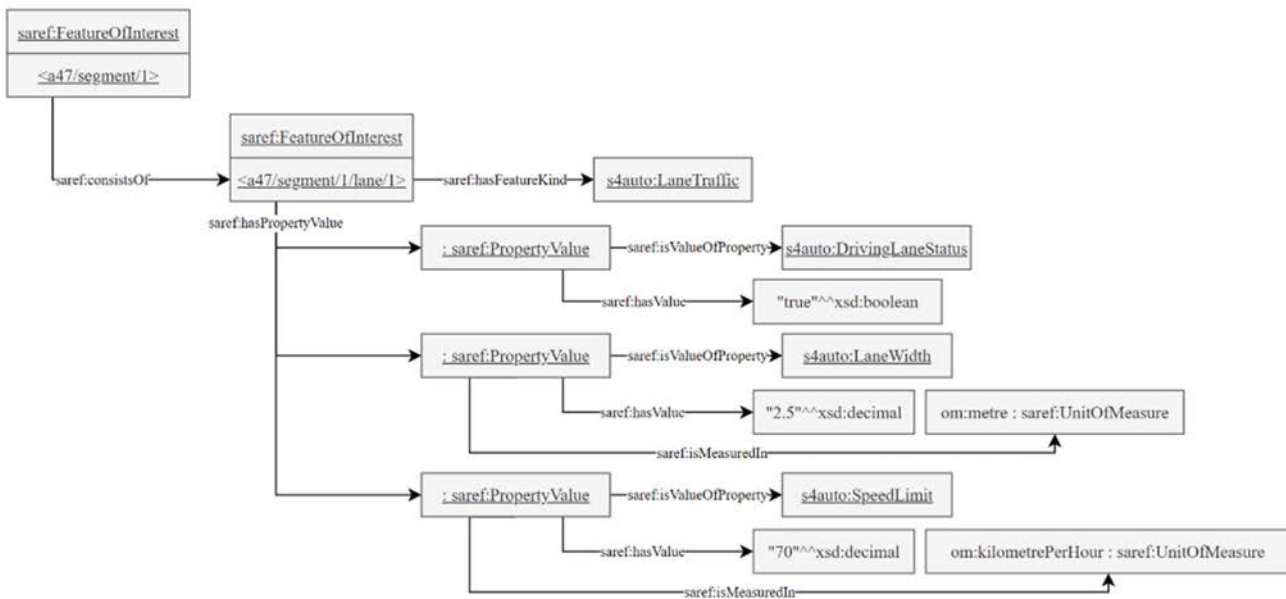 saref:FeatureOfInterest
<a47/segment/1>
saref:FeatureOfInterest
saref:consistsOf
<a47/segment/1/lane/1>
saref:hasFeatureKind
s4auto:LaneTraffic
saref:hasPropertyValue
: saref:PropertyValue
saref:isValueOfProperty
s4auto:DrivingLaneStatus
saref:hasValue
"true"^^xsd:boolean
: saref:PropertyValue
saref:isValueOfProperty
s4auto:LaneWidth
saref:hasValue
"2.5"^^xsd:decimal
om:metre : saref:UnitOfMeasure
saref:isMeasuredIn
: saref:PropertyValue
saref:isValueOfProperty
s4auto:SpeedLimit
saref:hasValue
"70"^^xsd:decimal
om:kilometrePerHour : saref:UnitOfMeasure
saref:isMeasuredIn